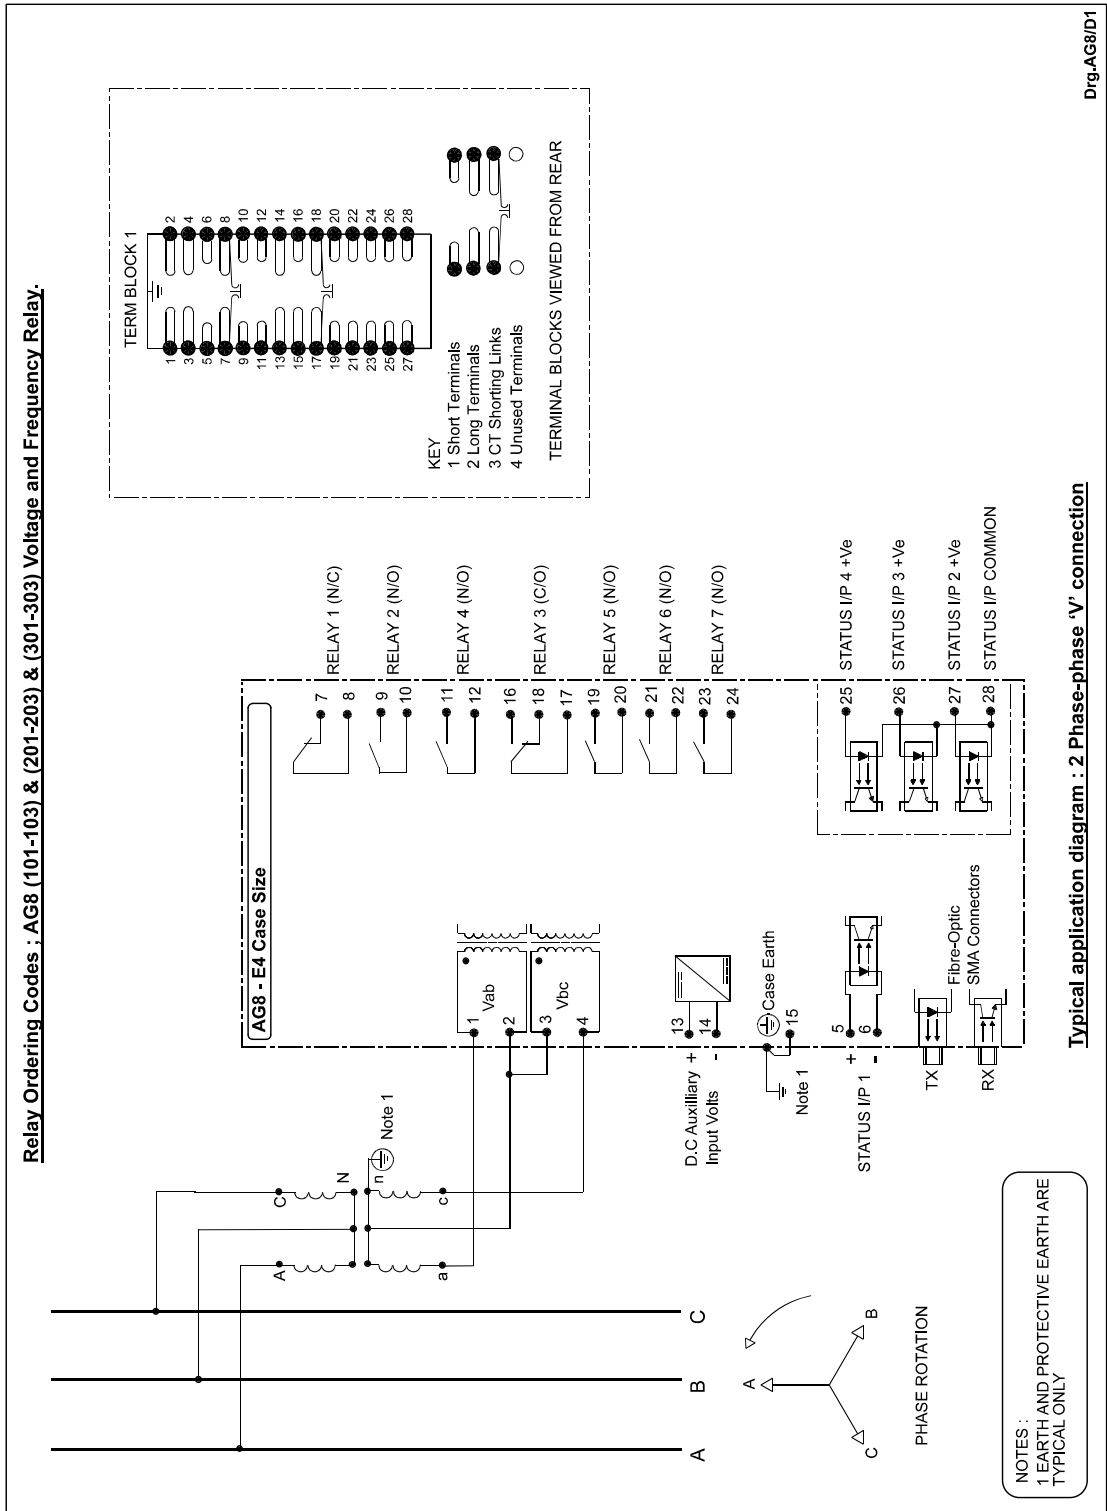 Relay Ordering Codes ; AG8 (101-103) & (201-203) & (301-303) Voltage and Frequency Relay.
TERM BLOCK 1
1 2
3 4
5 6
7 8
9 10
11 12
13 14
15 16
17 18
19 20
21 22
23 24
25 26
27 28
KEY
1 Short Terminals
2 Long Terminals
3 CT Shorting Links
4 Unused Terminals
TERMINAL BLOCKS VIEWED FROM REAR
AG8 - E4 Case Size
7
8
RELAY 1 (N/C)
9
10
RELAY 2 (N/O)
11
12
RELAY 4 (N/O)
16
18
17
RELAY 3 (C/O)
19
20
RELAY 5 (N/O)
21
22
RELAY 6 (N/O)
23
24
RELAY 7 (N/O)
25
STATUS I/P 4 +Ve
26
STATUS I/P 3 +Ve
27
STATUS I/P 2 +Ve
28
STATUS I/P COMMON
Vab
Vbc
1
2
3
4
D.C Auxilliary +
Input Volts -
13
14
Case Earth
15
Note 1
STATUS I/P 1
+
-
5
6
TX
RX
Fibre-Optic
SMA Connectors
A
C
N
n
Note 1
a
c
A
B
C
A
B
C
PHASE ROTATION
NOTES :
1 EARTH AND PROTECTIVE EARTH ARE
TYPICAL ONLY
Typical application diagram : 2 Phase-phase ‘V’ connection
Drg.AG8/D1